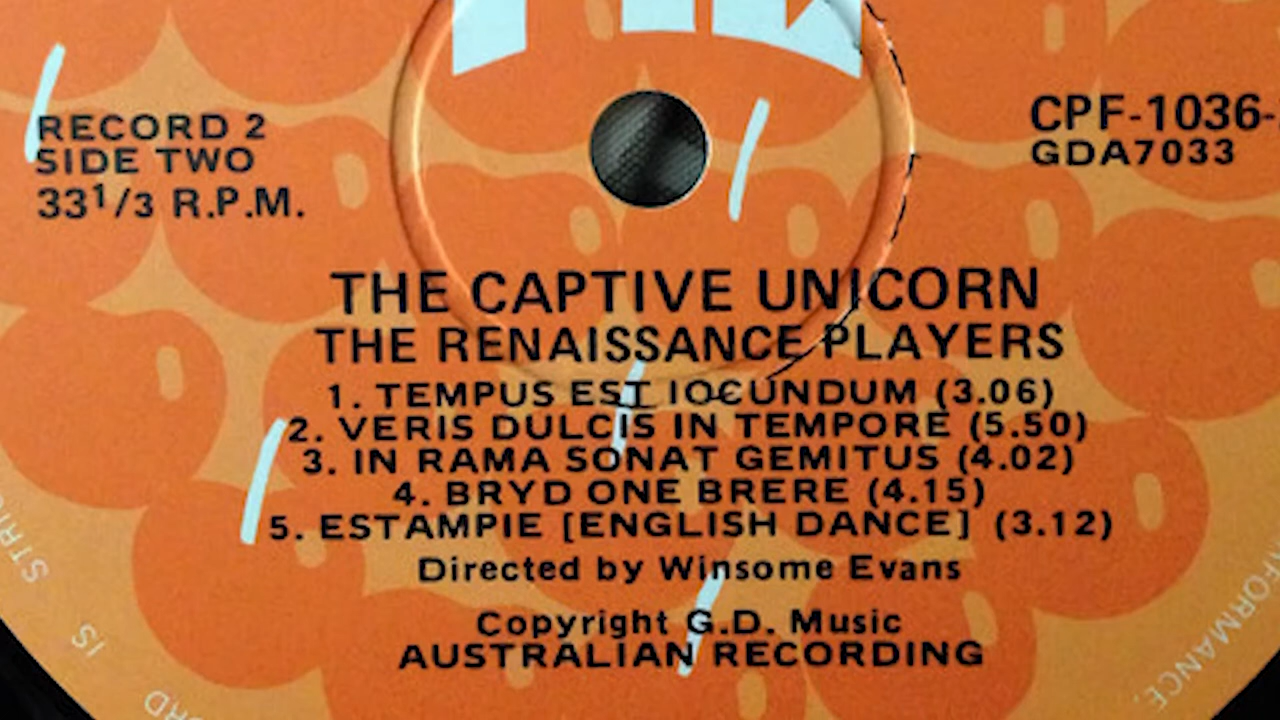 RECORD 2
SIDE TWO
33 1/3 R.P.M.
CPF-1036-
GDA7033
THE CAPTIVE UNICORN
THE RENAISSANCE PLAYERS
1. TEMPUS EST IOCUNDUM (3.06)
2. VERIS DULCIS IN TEMPORE (5.50)
3. IN RAMA SONAT GEMITUS (4.02)
4. BRYD ONE BRERE (4.15)
5. ESTAMPIE [ENGLISH DANCE] (3.12)
Directed by Winsome Evans
Copyright G.D. Music
AUSTRALIAN RECORDING
IS